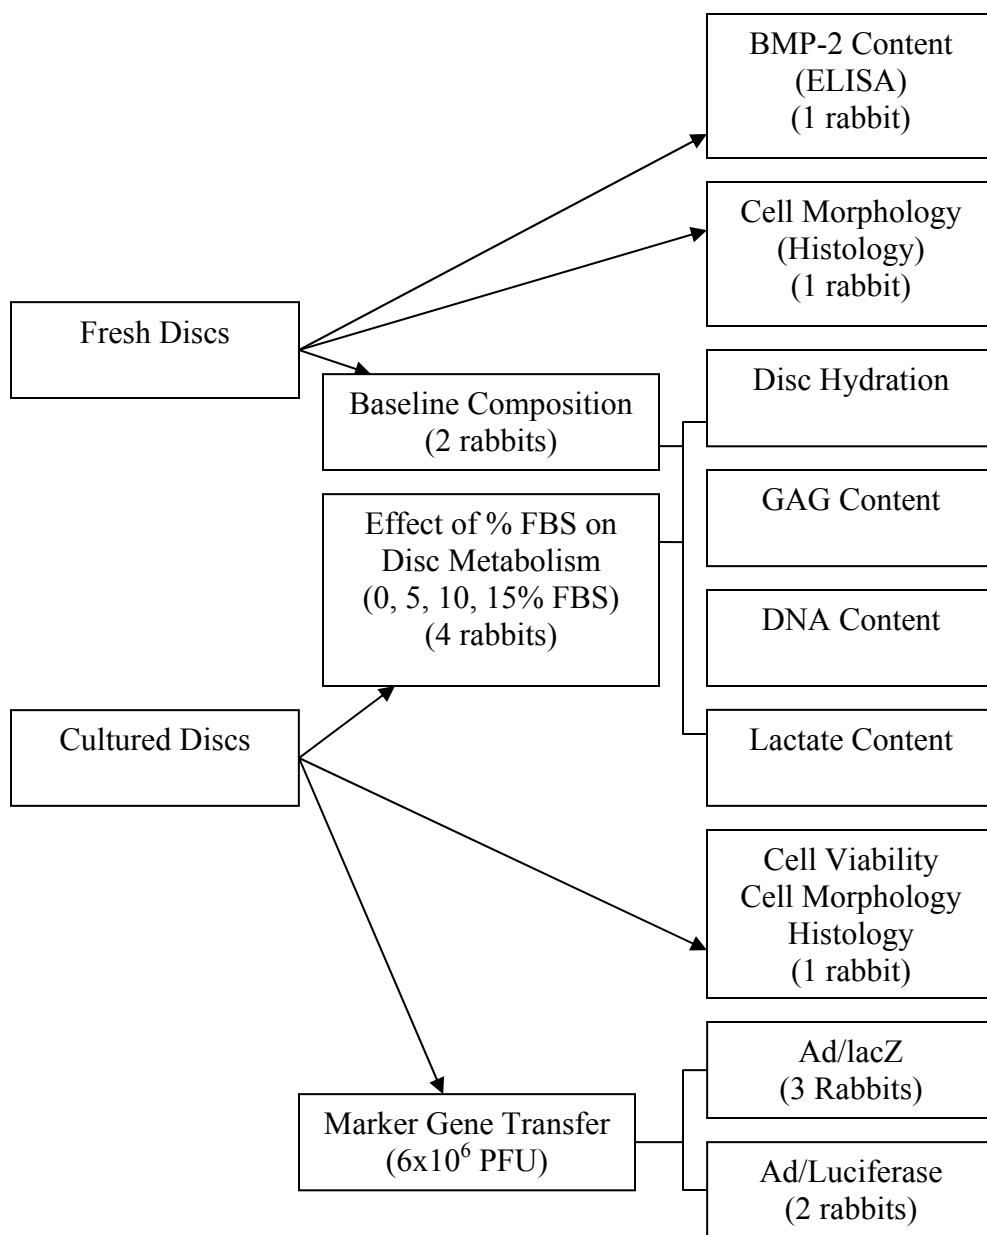 BMP-2 Content
(ELISA)
(1 rabbit)
Cell Morphology
(Histology)
(1 rabbit)
Fresh Discs
Baseline Composition
(2 rabbits)
Disc Hydration
GAG Content
Effect of % FBS on
Disc Metabolism
(0, 5, 10, 15% FBS)
(4 rabbits)
DNA Content
Lactate Content
Cultured Discs
Cell Viability
Cell Morphology
Histology
(1 rabbit)
Marker Gene Transfer
(6x10⁶ PFU)
Ad/lacZ
(3 Rabbits)
Ad/Luciferase
(2 rabbits)